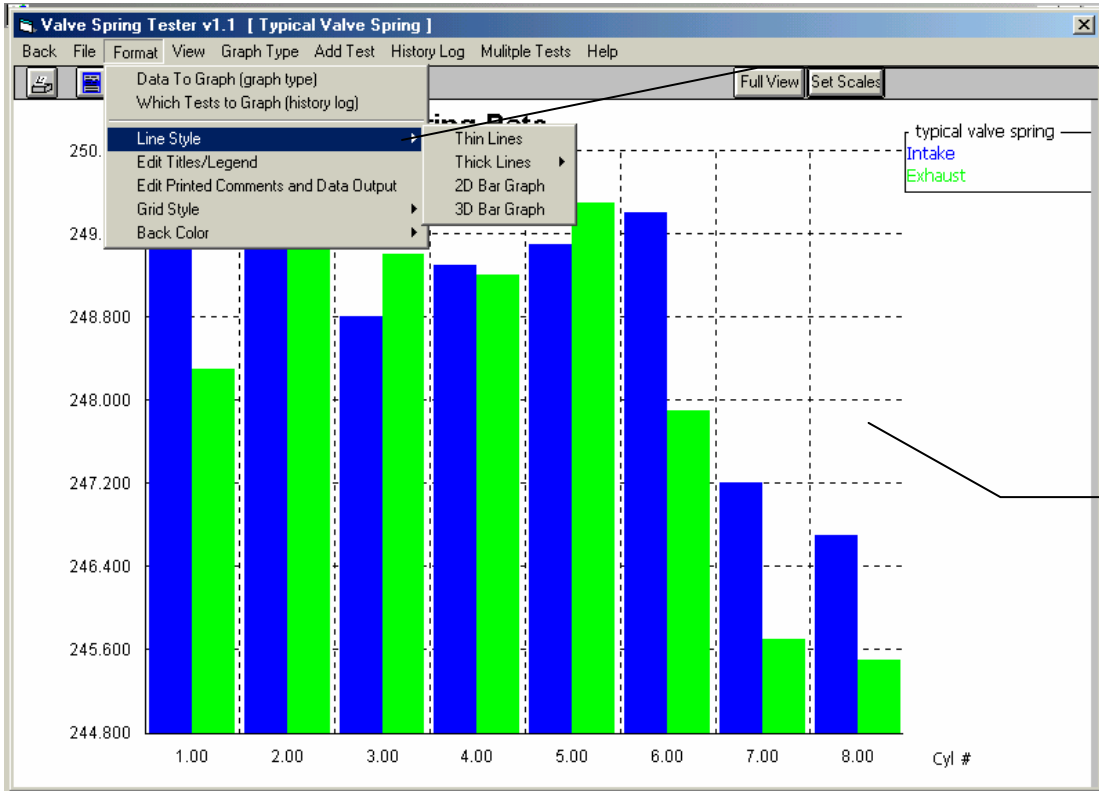 Valve Spring Tester v1.1 [ Typical Valve Spring ]
Back File Format View Graph Type Add Test History Log Mulitple Tests Help
Full View Set Scales
Data To Graph (graph type)
Which Tests to Graph (history log)
Line Style
Edit Titles/Legend
Edit Printed Comments and Data Output
Grid Style
Back Color
Thin Lines
Thick Lines
2D Bar Graph
3D Bar Graph
typical valve spring
Intake
Exhaust
250.
249.
248.800
248.000
247.200
246.400
245.600
244.800
1.00 2.00 3.00 4.00 5.00 6.00 7.00 8.00 Cyl #